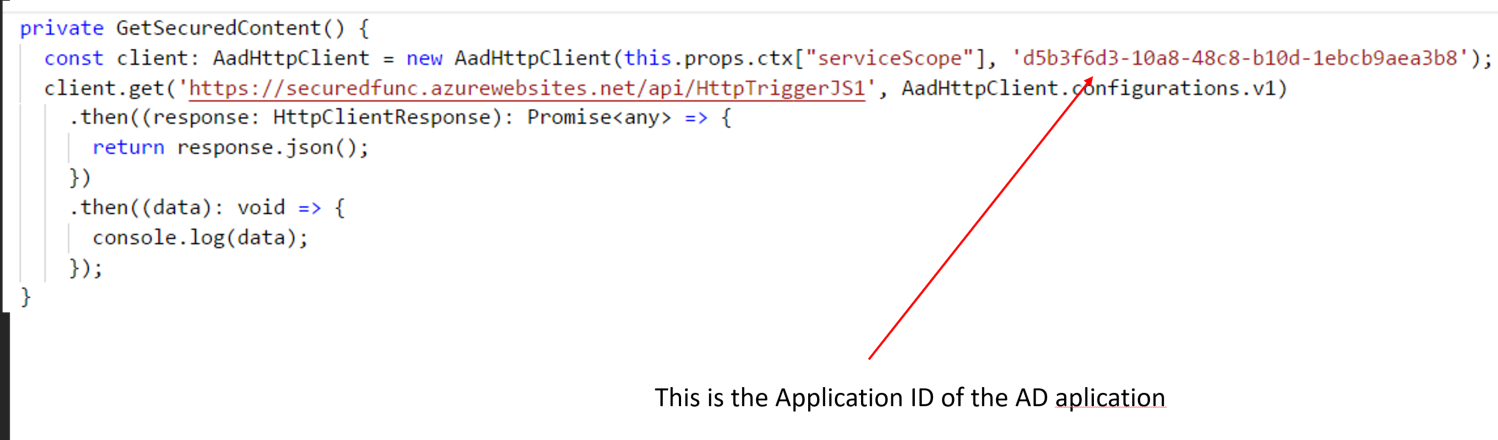 private GetSecuredContent() {
const client: AadHttpClient = new AadHttpClient(this.props.ctx["serviceScope"], 'd5b3f6d3-10a8-48c8-b10d-1ebcb9aea3b8');
client.get('https://securedfunc.azurewebsites.net/api/HttpTriggerJS1', AadHttpClient.configurations.v1)
.then((response: HttpClientResponse): Promise<any> => {
return response.json();
})
.then((data): void => {
console.log(data);
});
}
This is the Application ID of the AD aplication